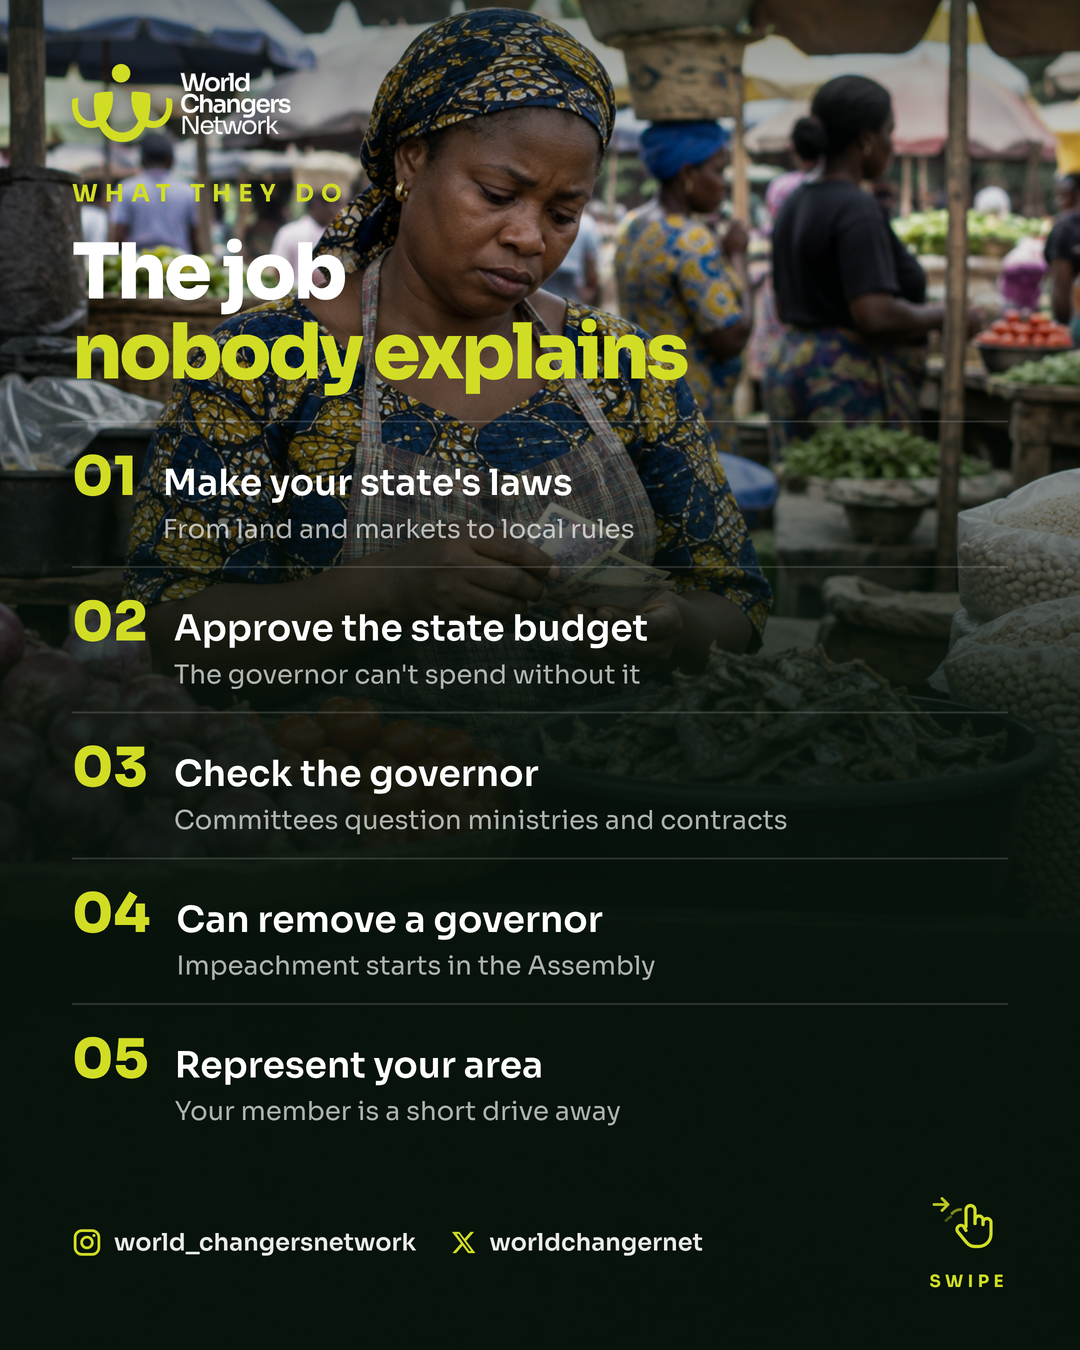 World
Changers
Network
WHAT THEY DO
The job
nobody explains
01 Make your state's laws
From land and markets to local rules
02 Approve the state budget
The governor can't spend without it
03 Check the governor
Committees question ministries and contracts
04 Can remove a governor
Impeachment starts in the Assembly
05 Represent your area
Your member is a short drive away
world_changersnetwork worldchangernet
SWIPE